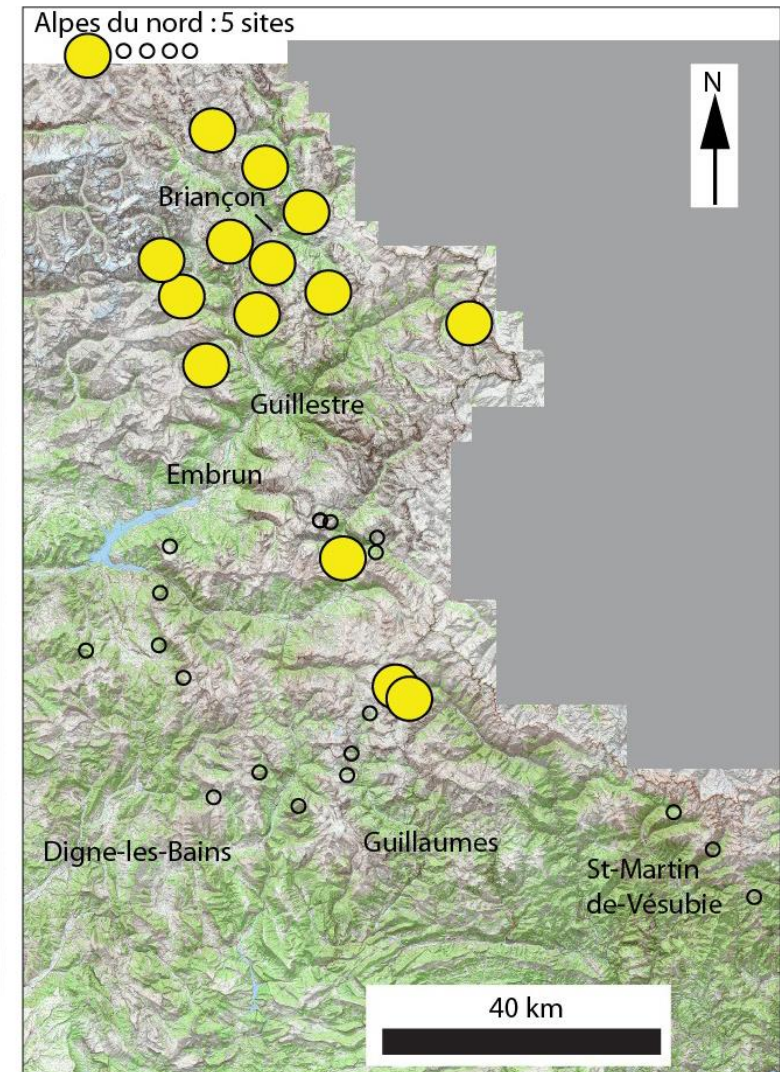 Alpes du nord : 5 sites
N
Briançon
Guillestre
Embrun
Digne-les-Bains
Guillaumes
St-Martin
de-Vésubie
40 km